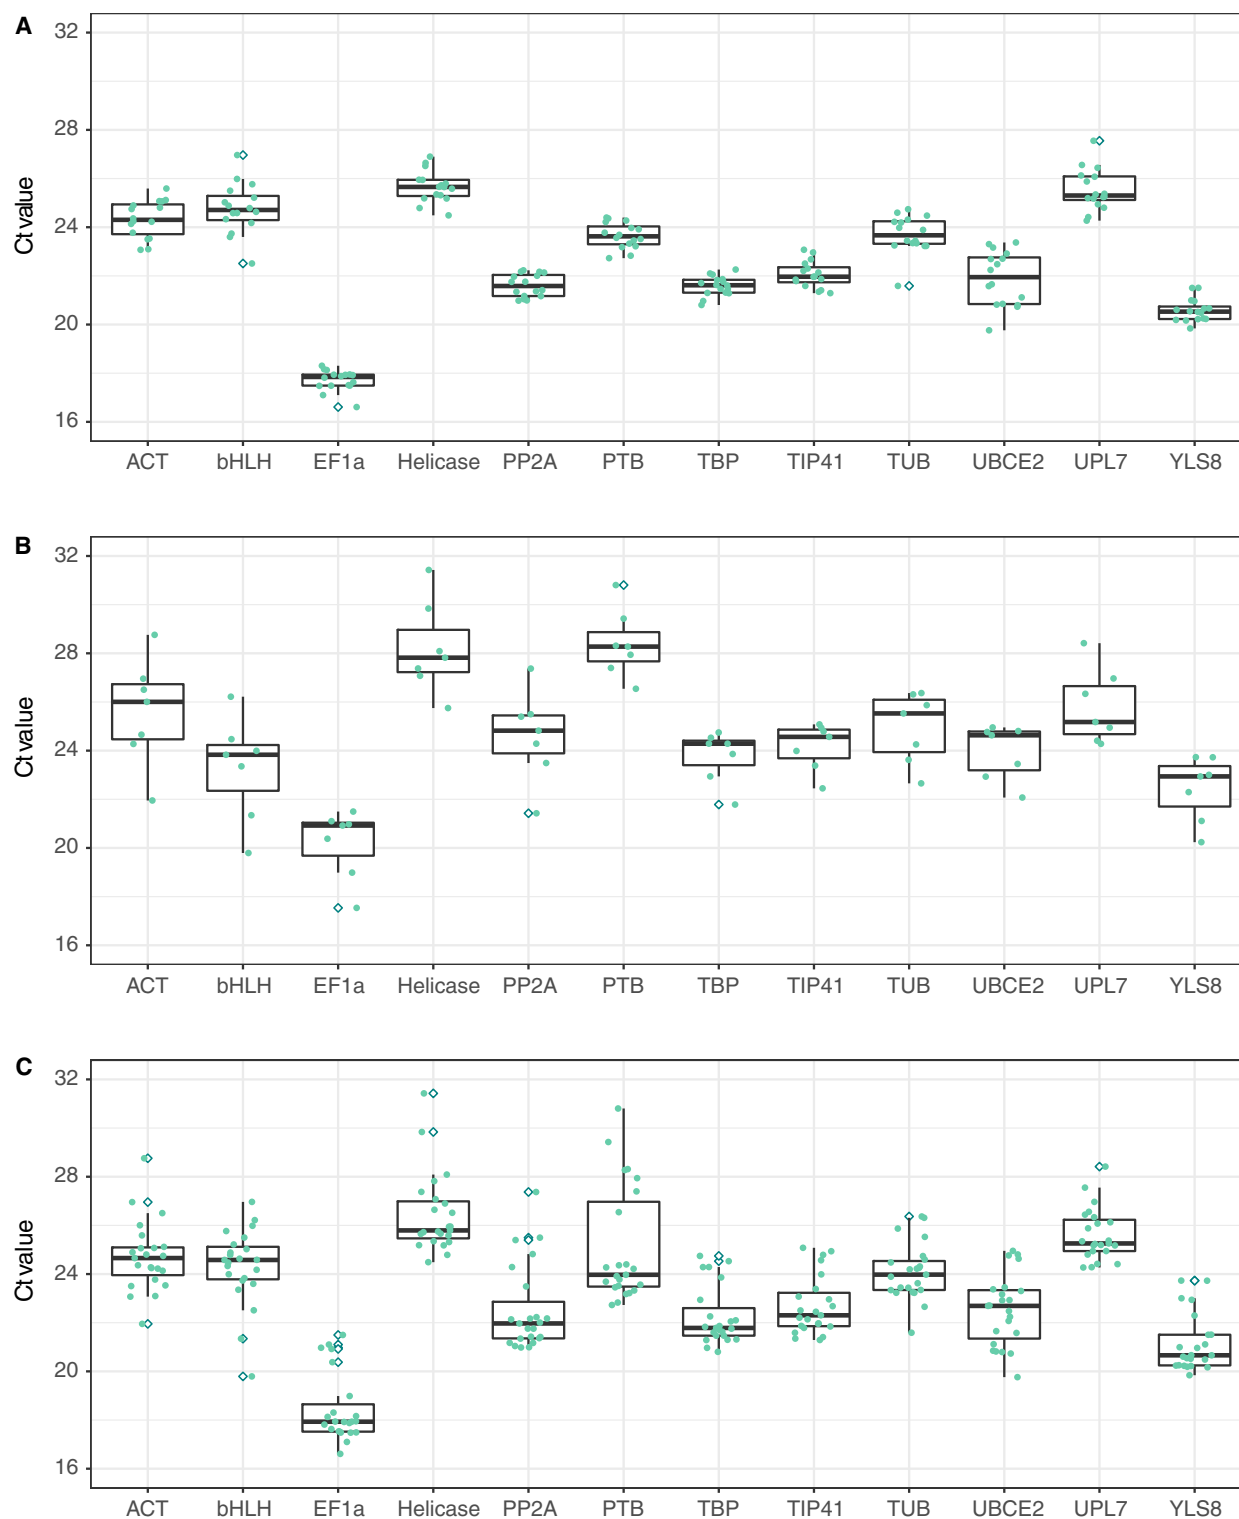 A
Ct value
32
28
24
20
16
ACT bHLH EF1a Helicase PP2A PTB TBP TIP41 TUB UBCE2 UPL7 YLS8
B
Ct value
32
28
24
20
16
ACT bHLH EF1a Helicase PP2A PTB TBP TIP41 TUB UBCE2 UPL7 YLS8
C
Ct value
32
28
24
20
16
ACT bHLH EF1a Helicase PP2A PTB TBP TIP41 TUB UBCE2 UPL7 YLS8